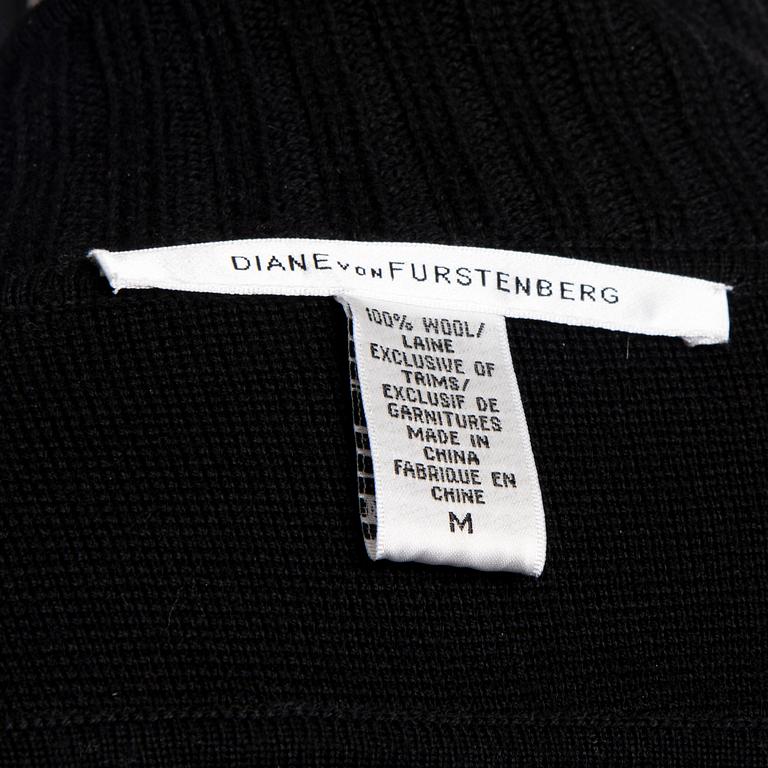 DIANE VON FURSTENBERG
100% WOOL/
LAINE
EXCLUSIVE OF
TRIMS/
EXCLUSIF DE
GARNITURES
MADE IN
CHINA
FABRIQUE EN
CHINE
M